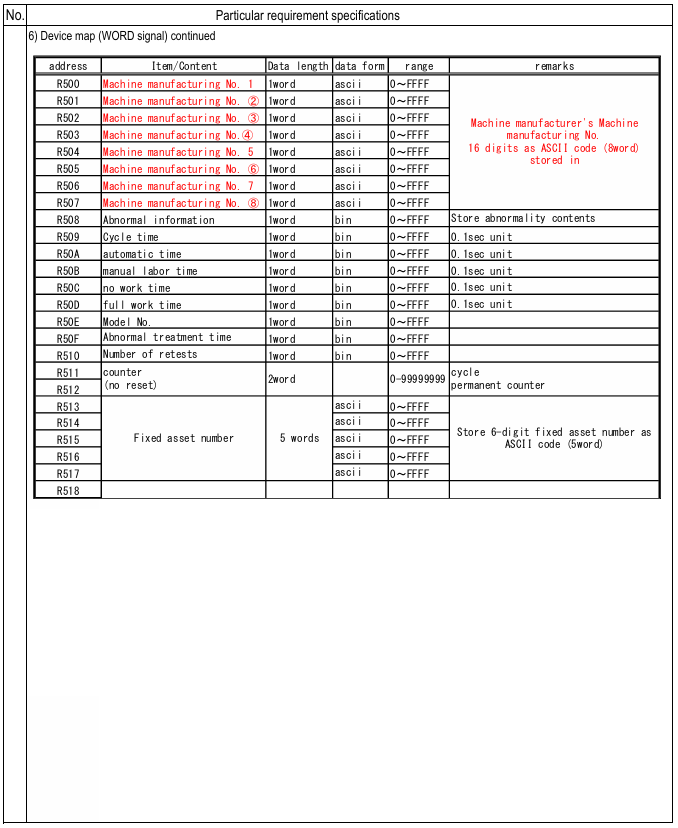 No. Particular requirement specifications
6) Device map (WORD signal) continued
address Item/Content Data length data form range remarks
R500 Machine manufacturing No. 1 1word ascii 0～FFFF
R501 Machine manufacturing No. ② 1word ascii 0～FFFF
R502 Machine manufacturing No. ③ 1word ascii 0～FFFF
R503 Machine manufacturing No.④ 1word ascii 0～FFFF
R504 Machine manufacturing No. 5 1word ascii 0～FFFF
R505 Machine manufacturing No. ⑥ 1word ascii 0～FFFF
R506 Machine manufacturing No. 7 1word ascii 0～FFFF
R507 Machine manufacturing No. ⑧ 1word ascii 0～FFFF
Machine manufacturer's Machine
manufacturing No.
16 digits as ASCII code (8word)
stored in
R508 Abnormal information 1word bin 0～FFFF Store abnormality contents
R509 Cycle time 1word bin 0～FFFF 0.1sec unit
R50A automatic time 1word bin 0～FFFF 0.1sec unit
R50B manual labor time 1word bin 0～FFFF 0.1sec unit
R50C no work time 1word bin 0～FFFF 0.1sec unit
R50D full work time 1word bin 0～FFFF 0.1sec unit
R50E Model No. 1word bin 0～FFFF
R50F Abnormal treatment time 1word bin 0～FFFF
R510 Number of retests 1word bin 0～FFFF
R511 counter 2word 0-99999999 cycle
R512 (no reset) permanent counter
R513 ascii 0～FFFF
R514 ascii 0～FFFF
R515 Fixed asset number 5 words ascii 0～FFFF Store 6-digit fixed asset number as
ASCII code (5word)
R516 ascii 0～FFFF
R517 ascii 0～FFFF
R518